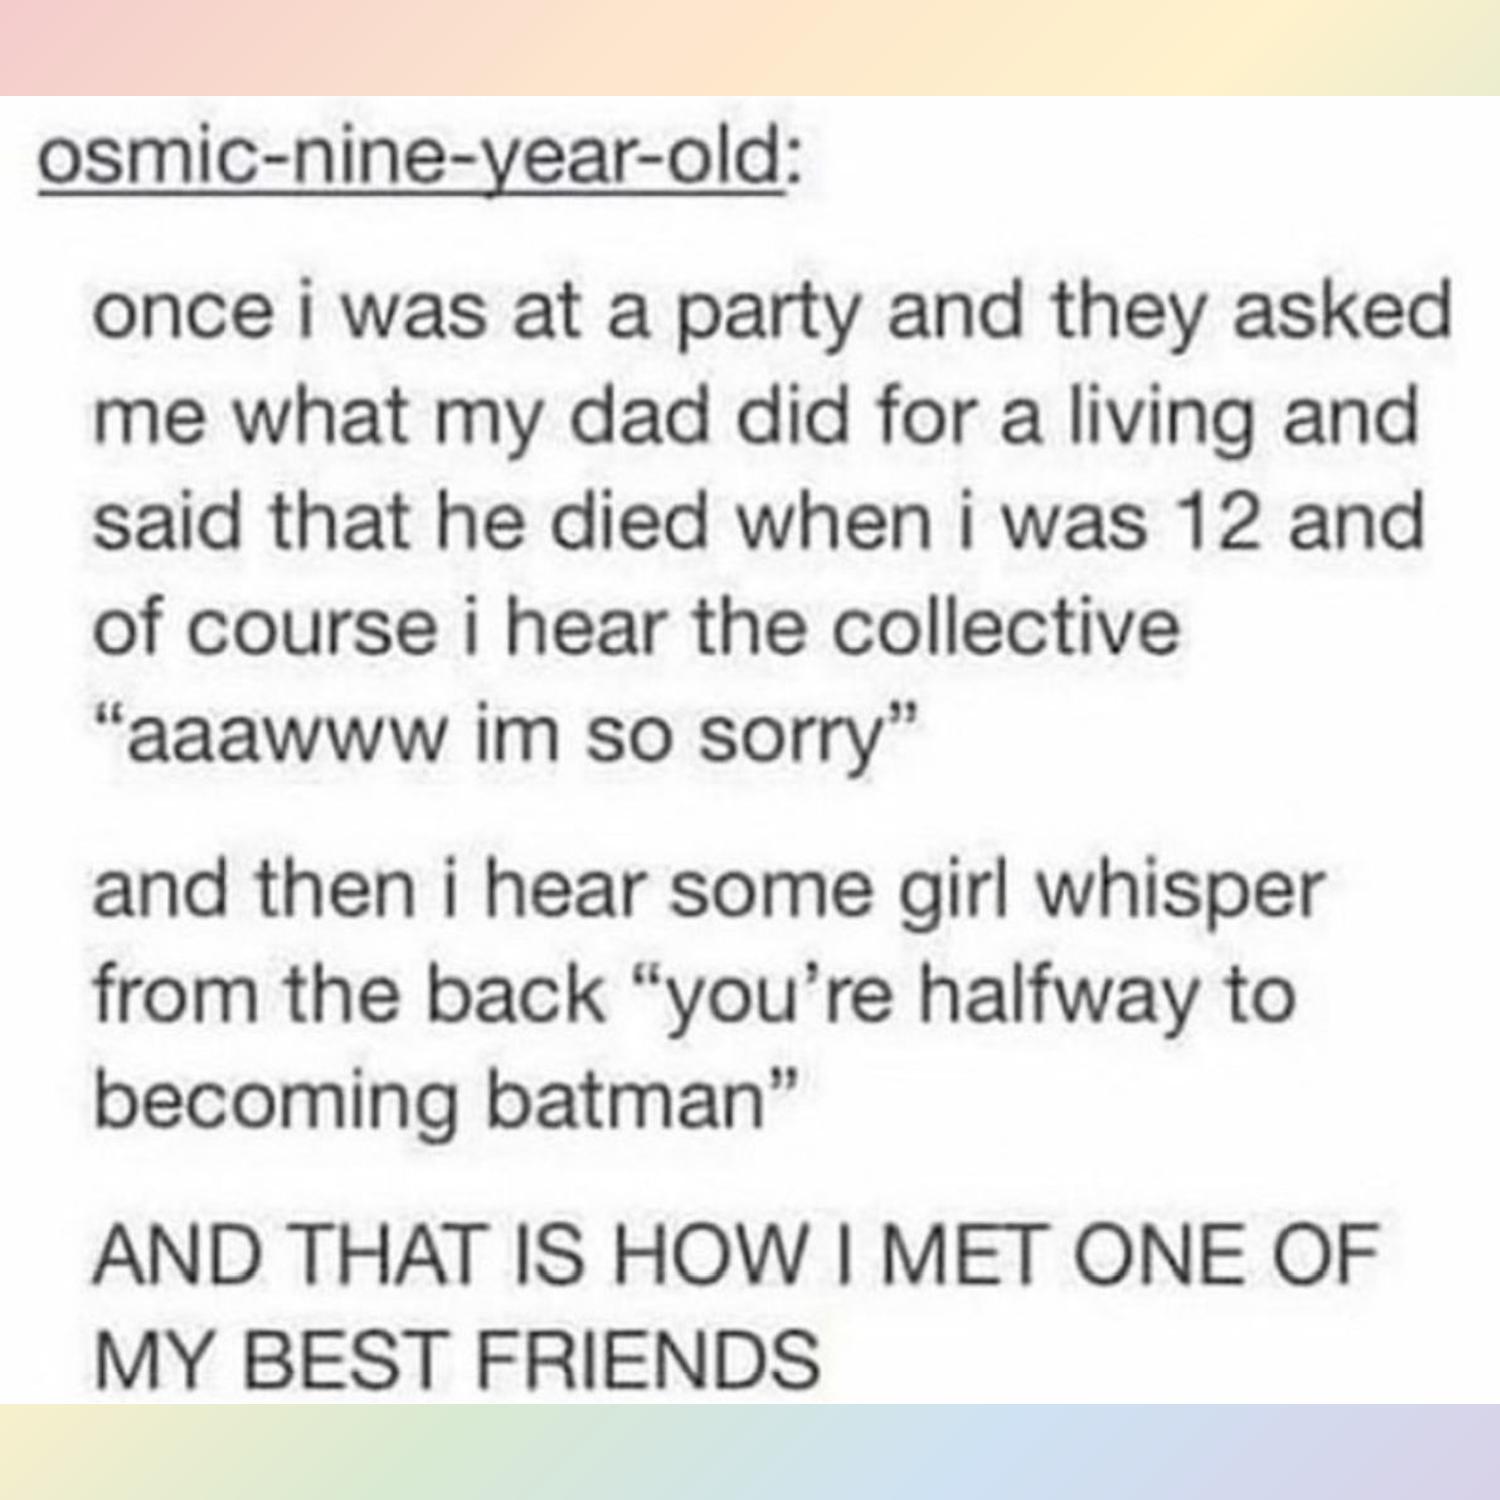 osmic-nine-year-old:
once i was at a party and they asked
me what my dad did for a living and
said that he died when i was 12 and
of course i hear the collective
“aaawww im so sorry”
and then i hear some girl whisper
from the back “you’re halfway to
becoming batman”
AND THAT IS HOW I MET ONE OF
MY BEST FRIENDS